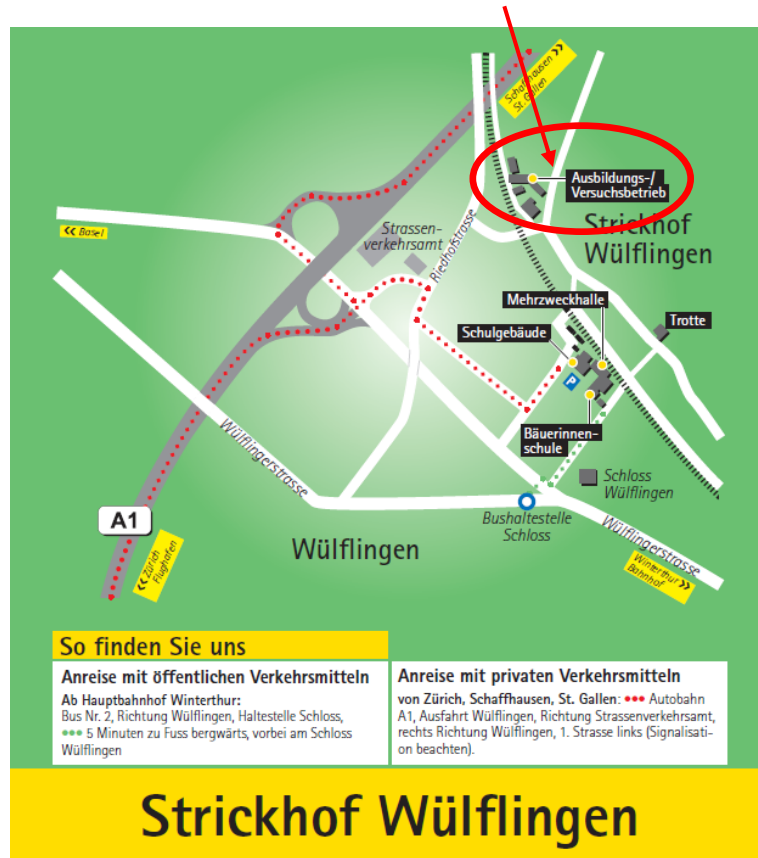 Schaffhausen >>
St. Gallen
Ausbildungs-/
Versuchsbetrieb
<< Basel
Strassen-
verkehrsamt
Riedhofstrasse
Strickhof
Wülflingen
Mehrzweckhalle
Trotte
Schulgebäude
P
Bäuerinnen-
schule
Wülflingerstrasse
Schloss
Wülflingen
A1
Bushaltestelle
Schloss
Wülflingen
Wülflingerstrasse
<< Zürich
Flughafen
Winterthur >>
Bahnhof
So finden Sie uns
Anreise mit öffentlichen Verkehrsmitteln
Ab Hauptbahnhof Winterthur:
Bus Nr. 2, Richtung Wülflingen, Haltestelle Schloss,
••• 5 Minuten zu Fuss bergwärts, vorbei am Schloss
Wülflingen
Anreise mit privaten Verkehrsmitteln
von Zürich, Schaffhausen, St. Gallen: ••• Autobahn
A1, Ausfahrt Wülflingen, Richtung Strassenverkehrsamt,
rechts Richtung Wülflingen, 1. Strasse links (Signalisati-
on beachten).
Strickhof Wülflingen